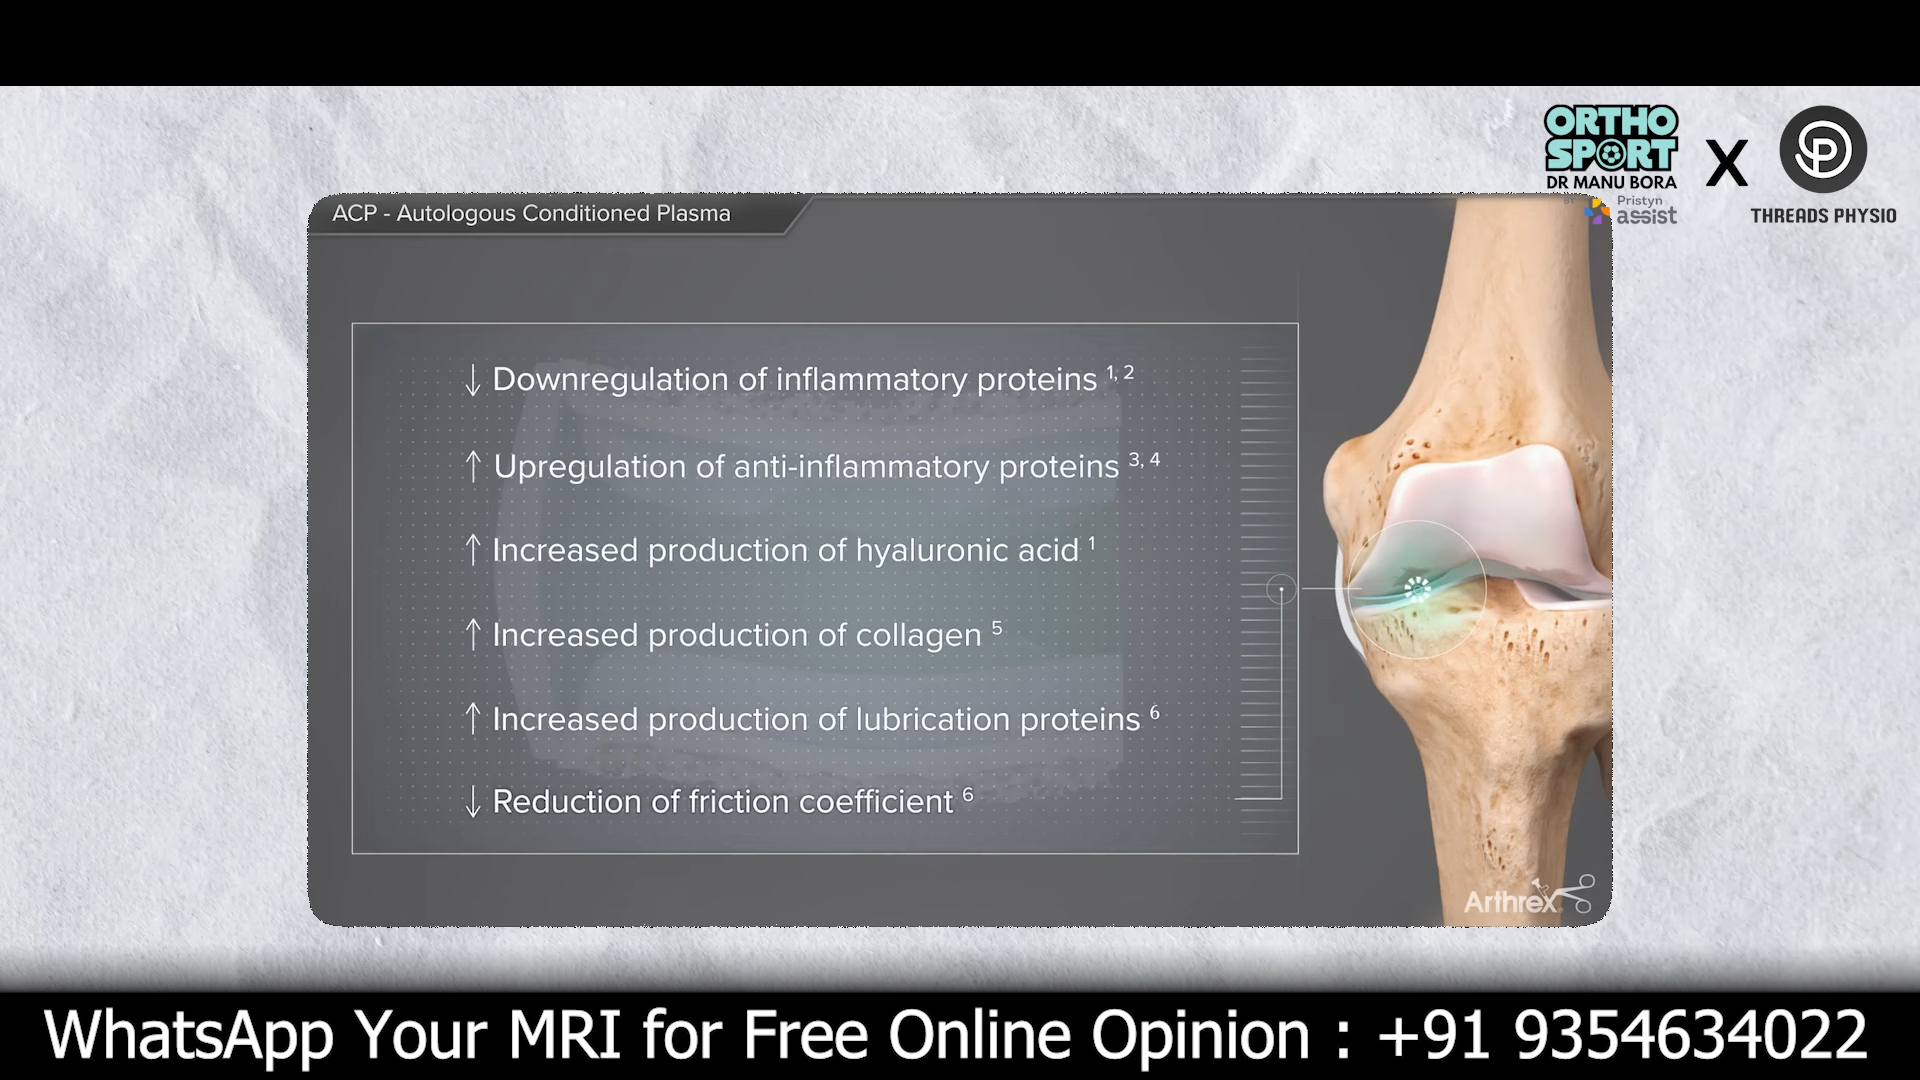 ORTHO
SPORT
DR MANU BORA
BY Pristyn
assist
X
THREADS PHYSIO
ACP - Autologous Conditioned Plasma
↓ Downregulation of inflammatory proteins 1, 2
↑ Upregulation of anti-inflammatory proteins 3, 4
↑ Increased production of hyaluronic acid 1
↑ Increased production of collagen 5
↑ Increased production of lubrication proteins 6
↓ Reduction of friction coefficient 6
Arthrex
WhatsApp Your MRI for Free Online Opinion : +91 9354634022